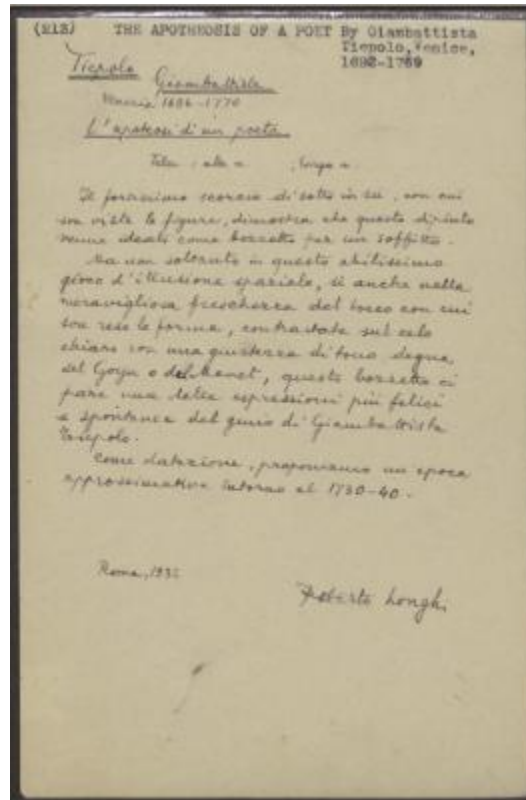 (213) THE APOTHEOSIS OF A POET By Giambattista
Tiepolo, Venice,
1692-1769
Tiepolo Giambattista
Venezia 1696-1770
L'apoteosi di un poeta
Tela: alta m. larga m.
Il fortissimo scorcio di sotto in su, con cui
son viste le figure, dimostra che questo dipinto
venne ideato come bozzetto per un soffitto.
Ma non soltanto in questo abilissimo
gioco d'illusione spaziale, sì anche nella
meravigliosa freschezza del tocco con cui
son rese le forme, contrastate sul cielo
chiaro con una giustezza di tono degna
del Goya o del Manet, questo bozzetto ci
pare una delle espressioni più felici
e spontanee del genio di Giambattista
Tiepolo.
Come datazione, proponiamo un'epoca
approssimativa intorno al 1730-40.
Roma, 
Roberto Longhi